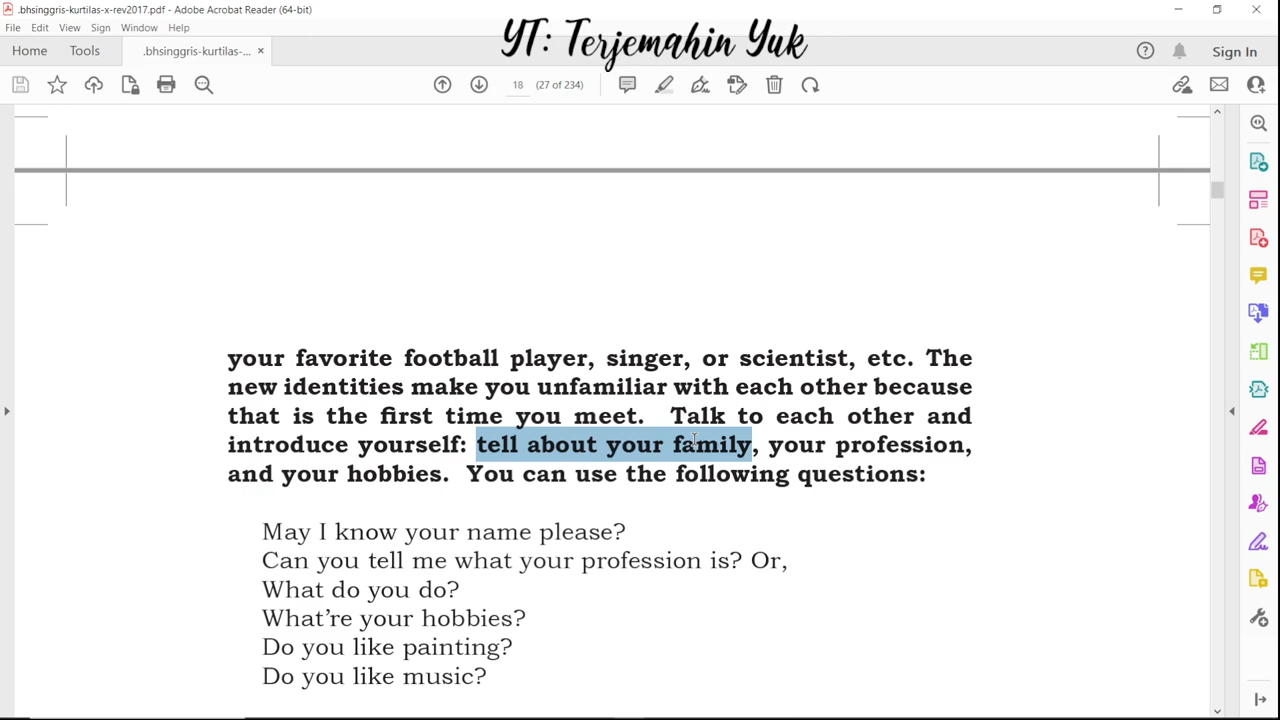 .bhsinggris-kurtilas-x-rev2017.pdf - Adobe Acrobat Reader (64-bit)
File Edit View Sign Window Help
YT: Terjemahin Yuk
Home Tools .bhsinggris-kurtilas-... × Sign In
18 (27 of 234)
your favorite football player, singer, or scientist, etc. The
new identities make you unfamiliar with each other because
that is the first time you meet. Talk to each other and
introduce yourself: tell about your family, your profession,
and your hobbies. You can use the following questions:
May I know your name please?
Can you tell me what your profession is? Or,
What do you do?
What're your hobbies?
Do you like painting?
Do you like music?